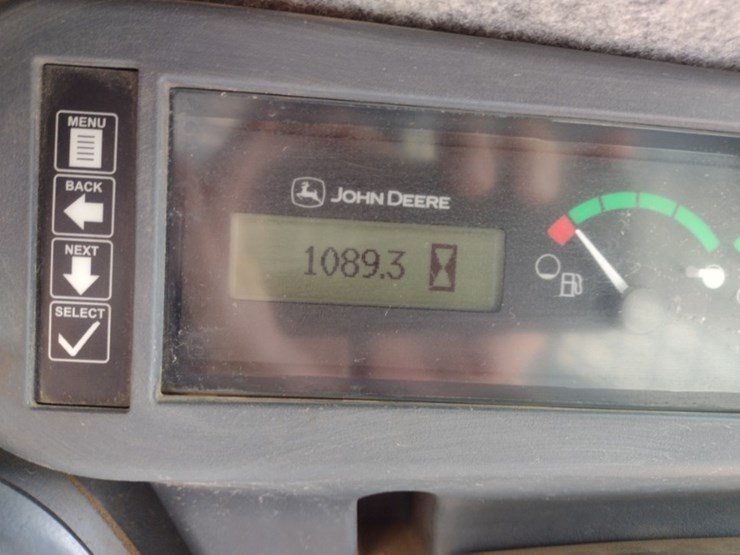 MENU
BACK
NEXT
SELECT
JOHN DEERE
1089.3